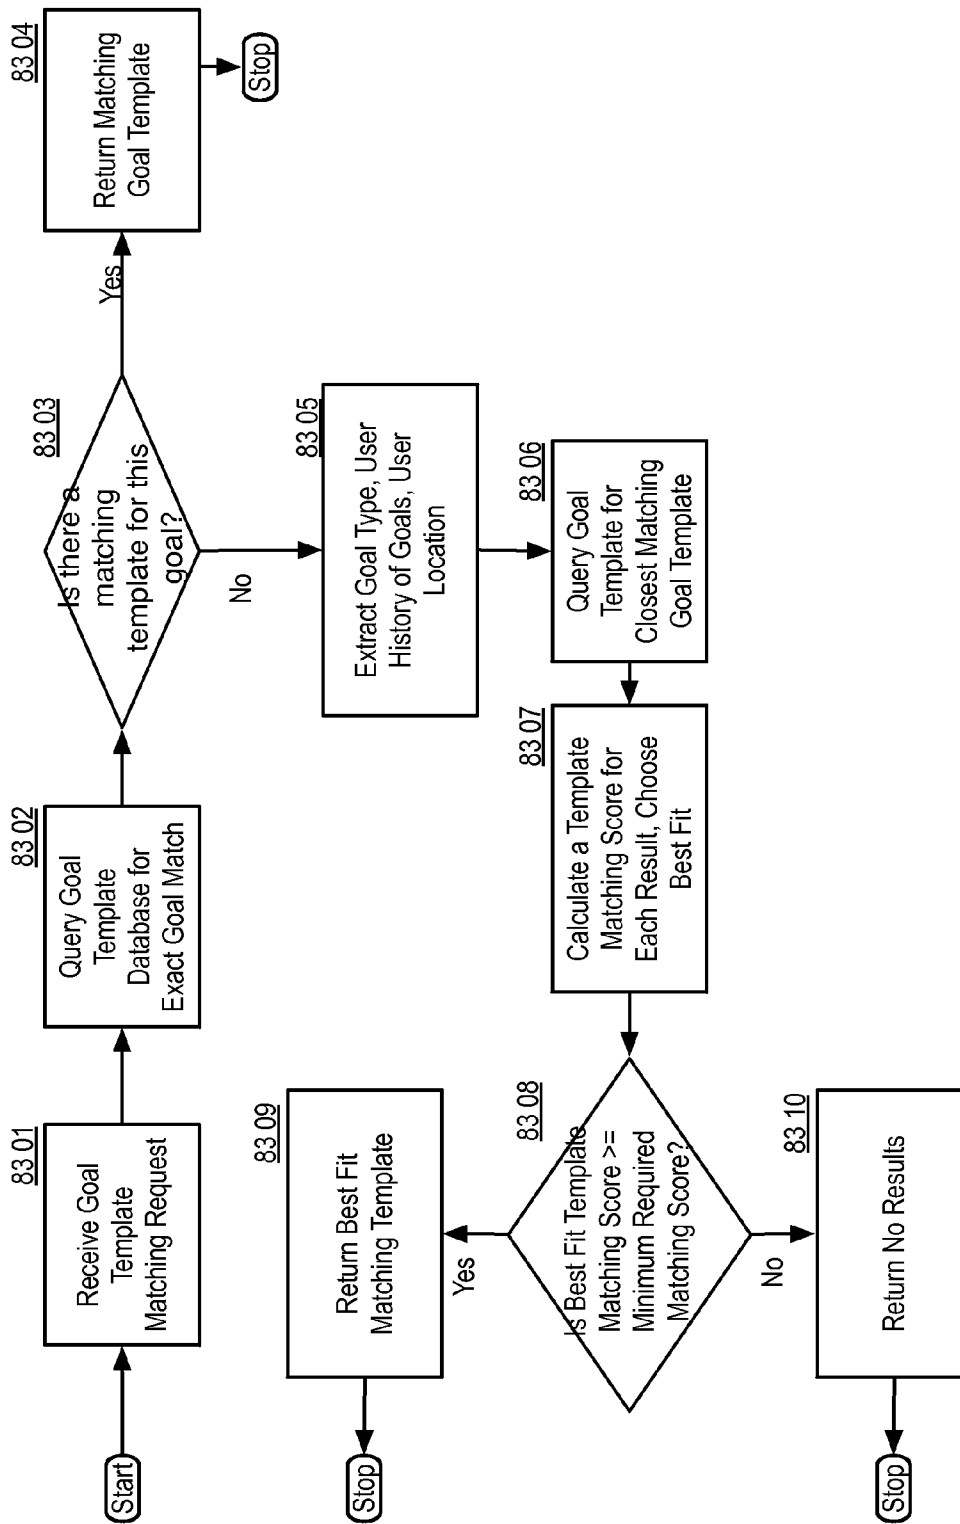 Start
83 01
Receive Goal
Template
Matching Request
83 02
Query Goal
Template
Database for
Exact Goal Match
83 03
Is there a
matching
template for this
goal?
Yes
83 04
Return Matching
Goal Template
Stop
No
83 05
Extract Goal Type, User
History of Goals, User
Location
83 06
Query Goal
Template for
Closest Matching
Goal Template
83 07
Calculate a Template
Matching Score for
Each Result, Choose
Best Fit
83 08
Is Best Fit Template
Matching Score >=
Minimum Required
Matching Score?
Yes
83 09
Return Best Fit
Matching Template
Stop
No
83 10
Return No Results
Stop